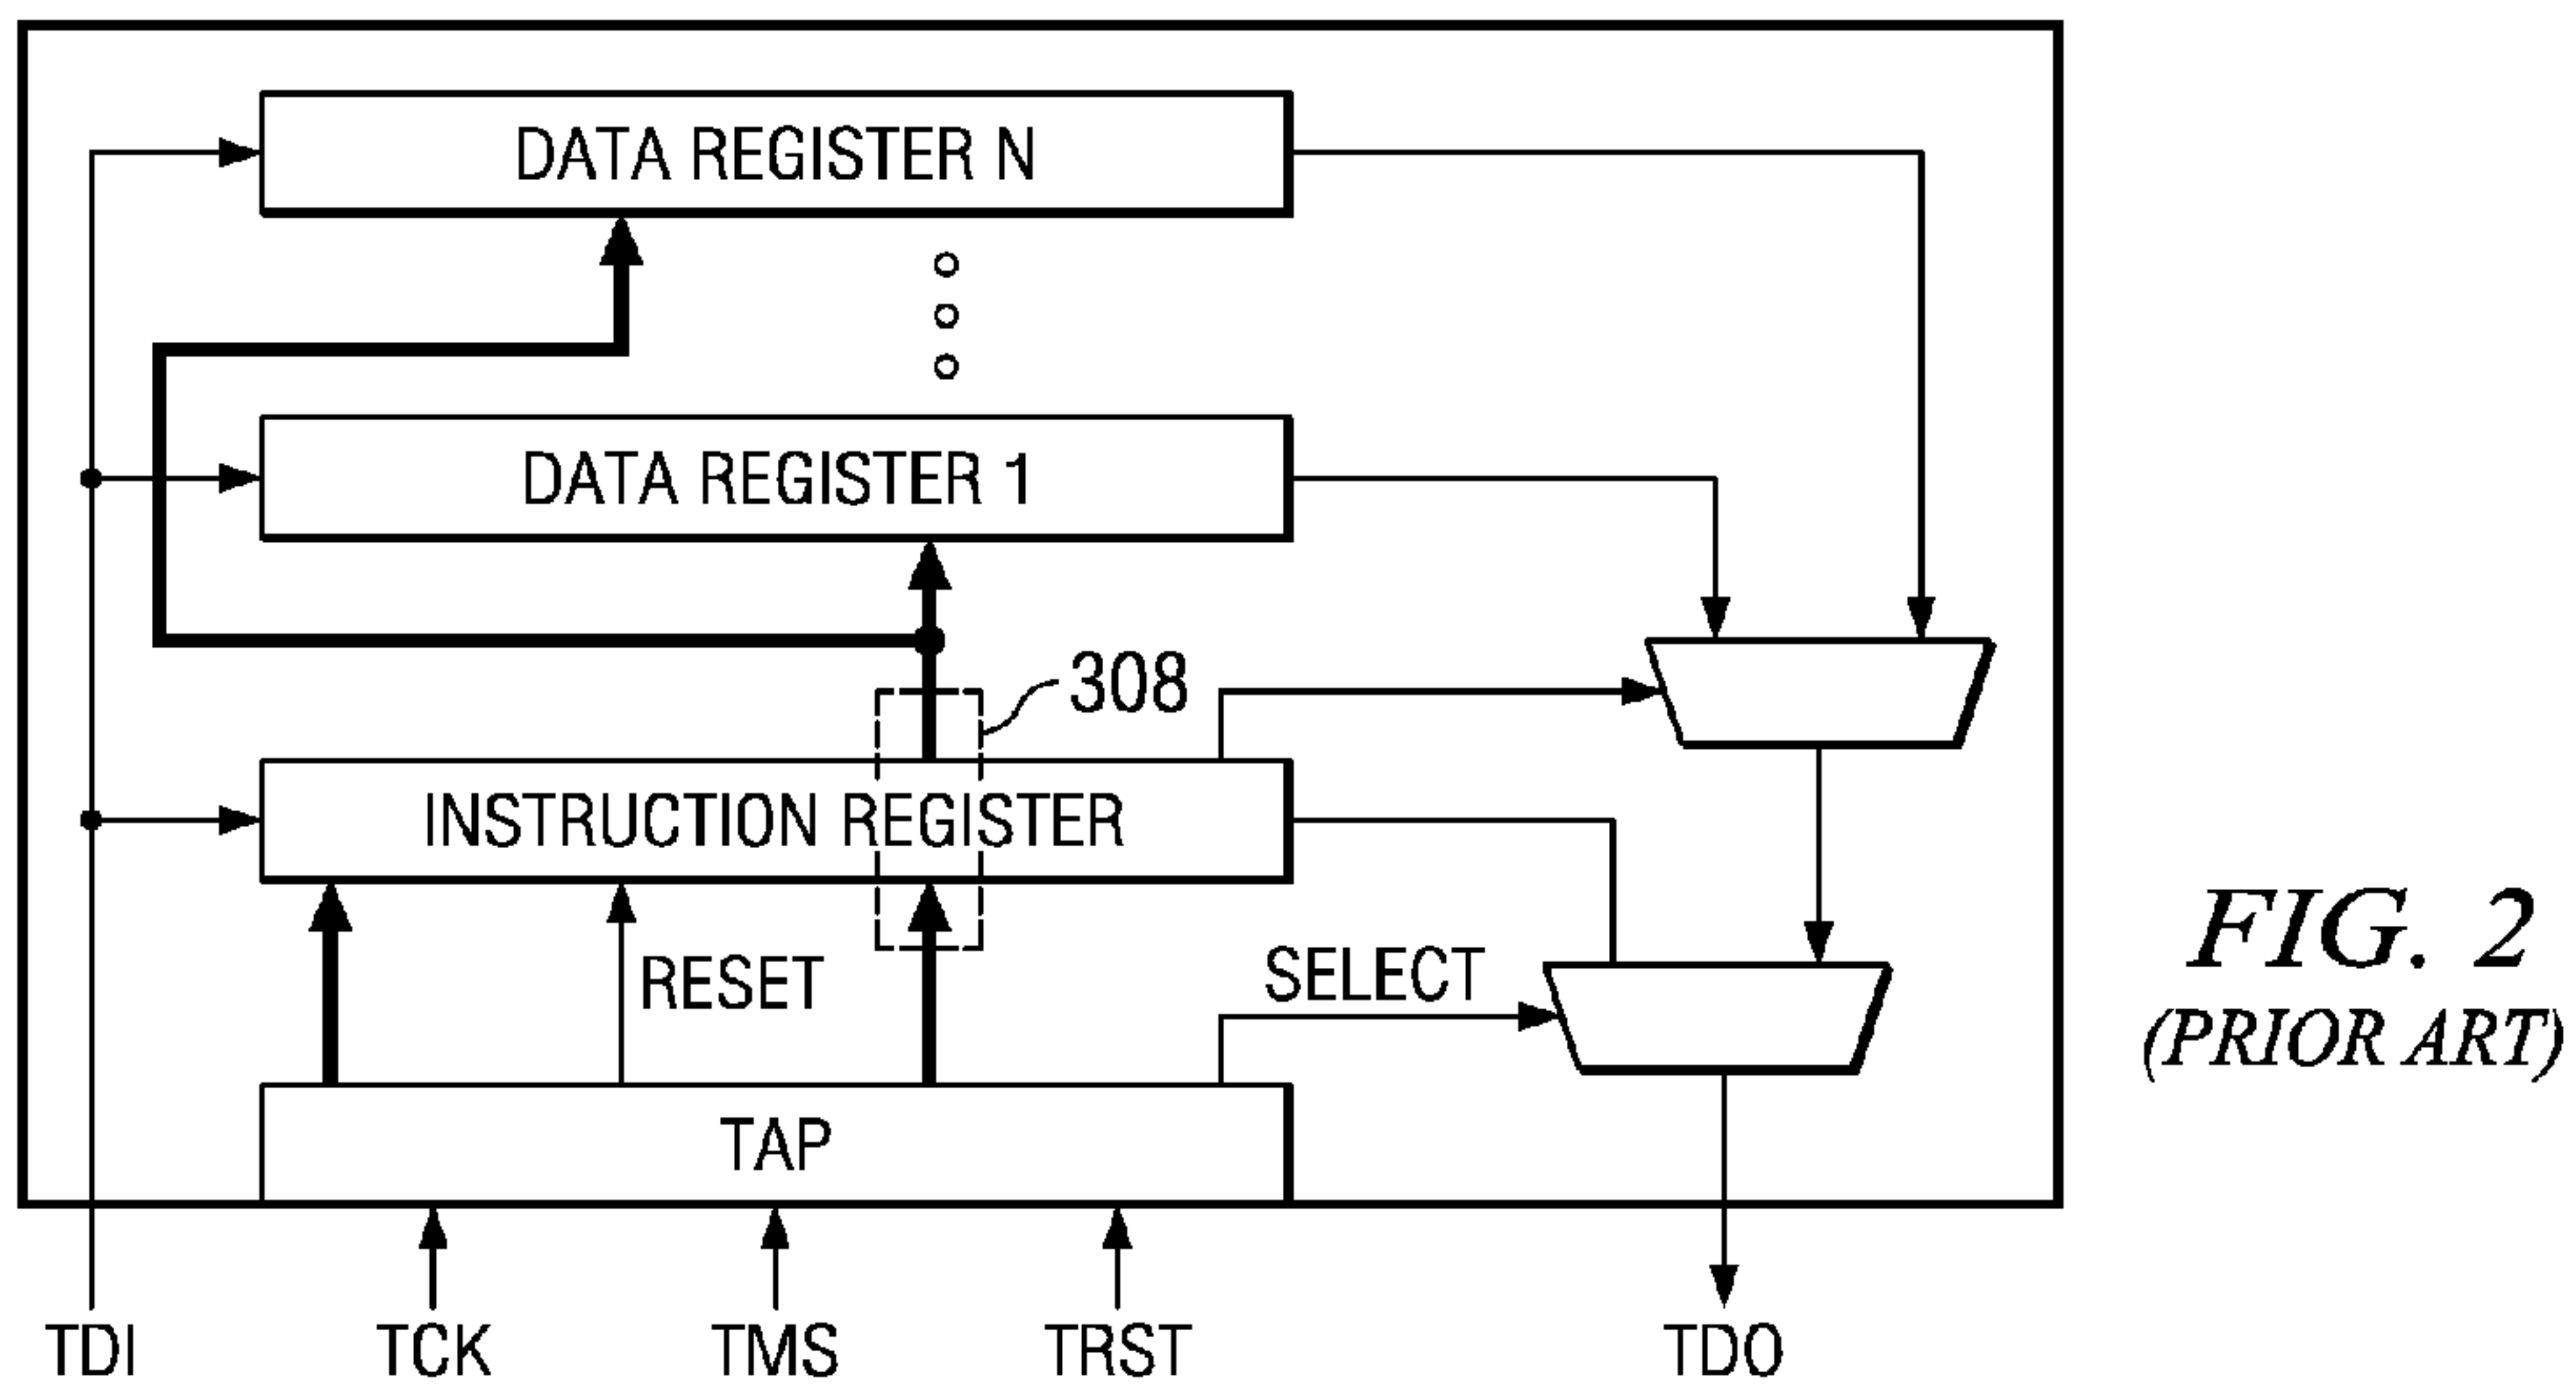 DATA REGISTER N
DATA REGISTER 1
308
INSTRUCTION REGISTER
RESET
SELECT
TAP
TDI
TCK
TMS
TRST
TDO
FIG. 2
(PRIOR ART)